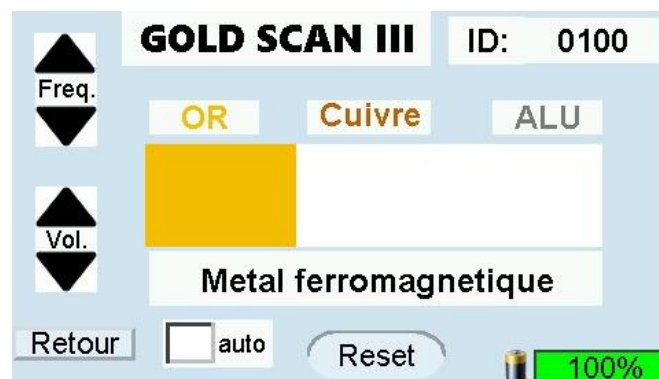 GOLD SCAN III
ID: 0100
Freq.
OR Cuivre ALU
Vol.
Metal ferromagnetique
Retour auto Reset 100%